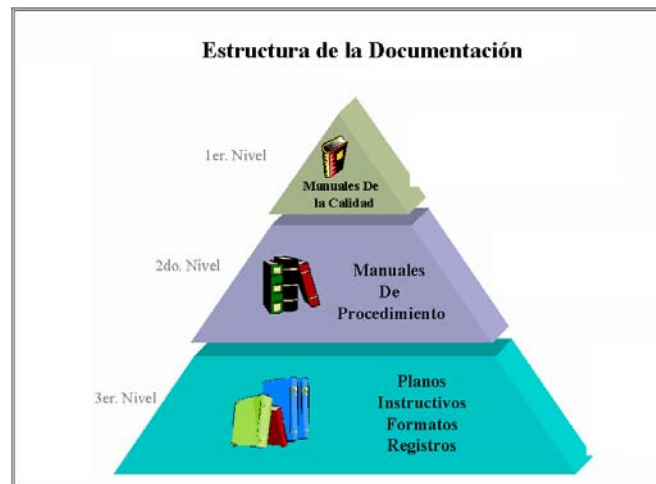 Estructura de la Documentación
1er. Nivel
Manuales De
la Calidad
2do. Nivel
Manuales
De
Procedimiento
3er. Nivel
Planos
Instructivos
Formatos
Registros